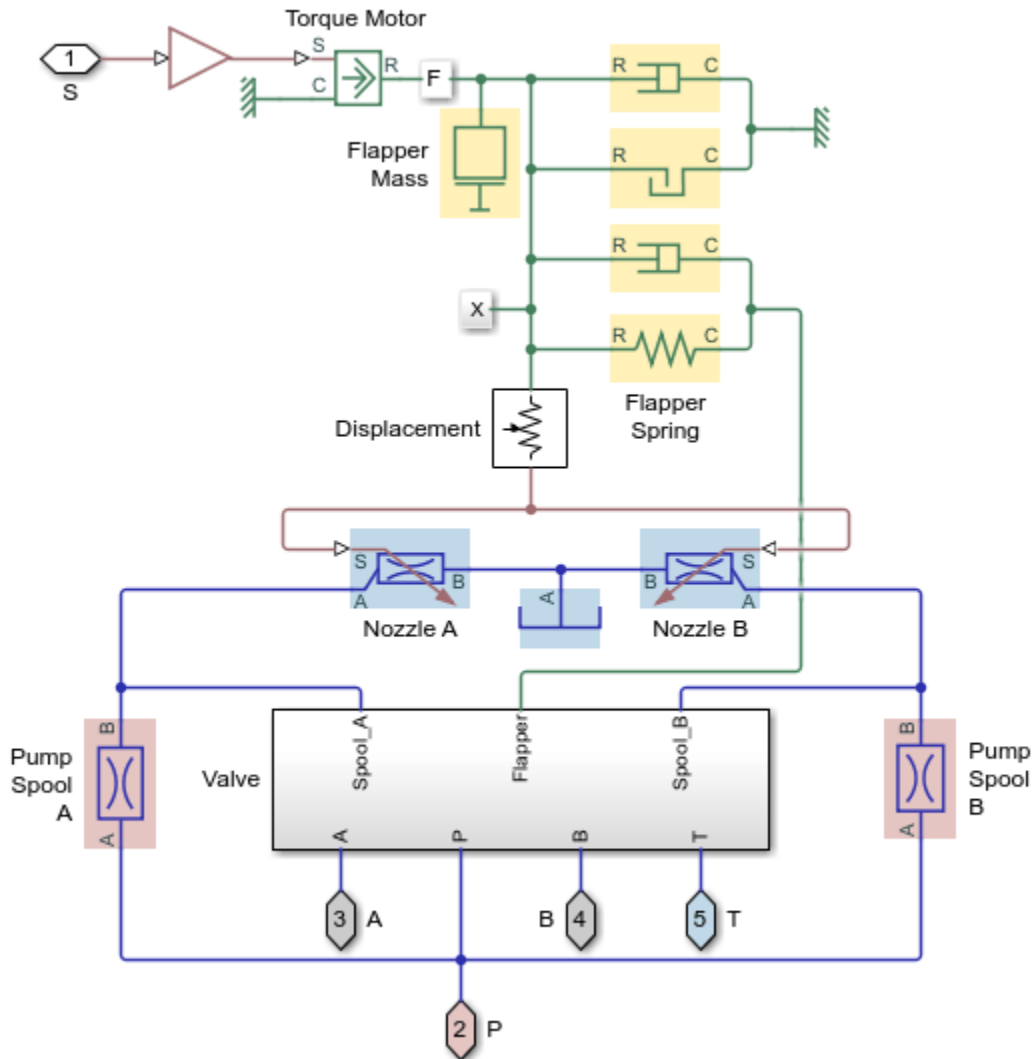 Torque Motor
1
S
S
C
R
F
R
C
Flapper
Mass
R
C
R
C
X
R
C
Flapper
Spring
Displacement
S
B
A
A
B
S
A
Nozzle A
Nozzle B
Spool_A
Flapper
Spool_B
B
Pump
Spool
A
A
Valve
B
Pump
Spool
B
A
A
P
B
T
3
A
B
4
5
T
2
P